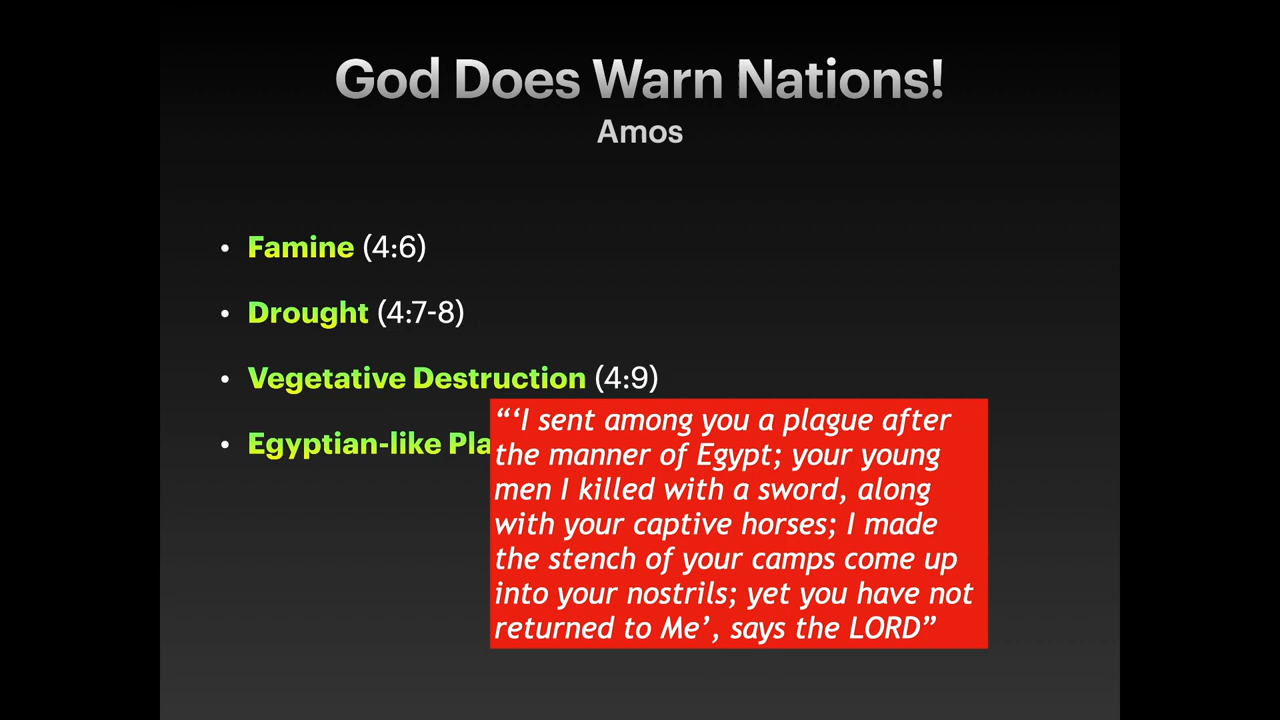 God Does Warn Nations!
Amos
• Famine (4:6)
• Drought (4:7-8)
• Vegetative Destruction (4:9)
• Egyptian-like Pla
“‘I sent among you a plague after
the manner of Egypt; your young
men I killed with a sword, along
with your captive horses; I made
the stench of your camps come up
into your nostrils; yet you have not
returned to Me’, says the LORD”